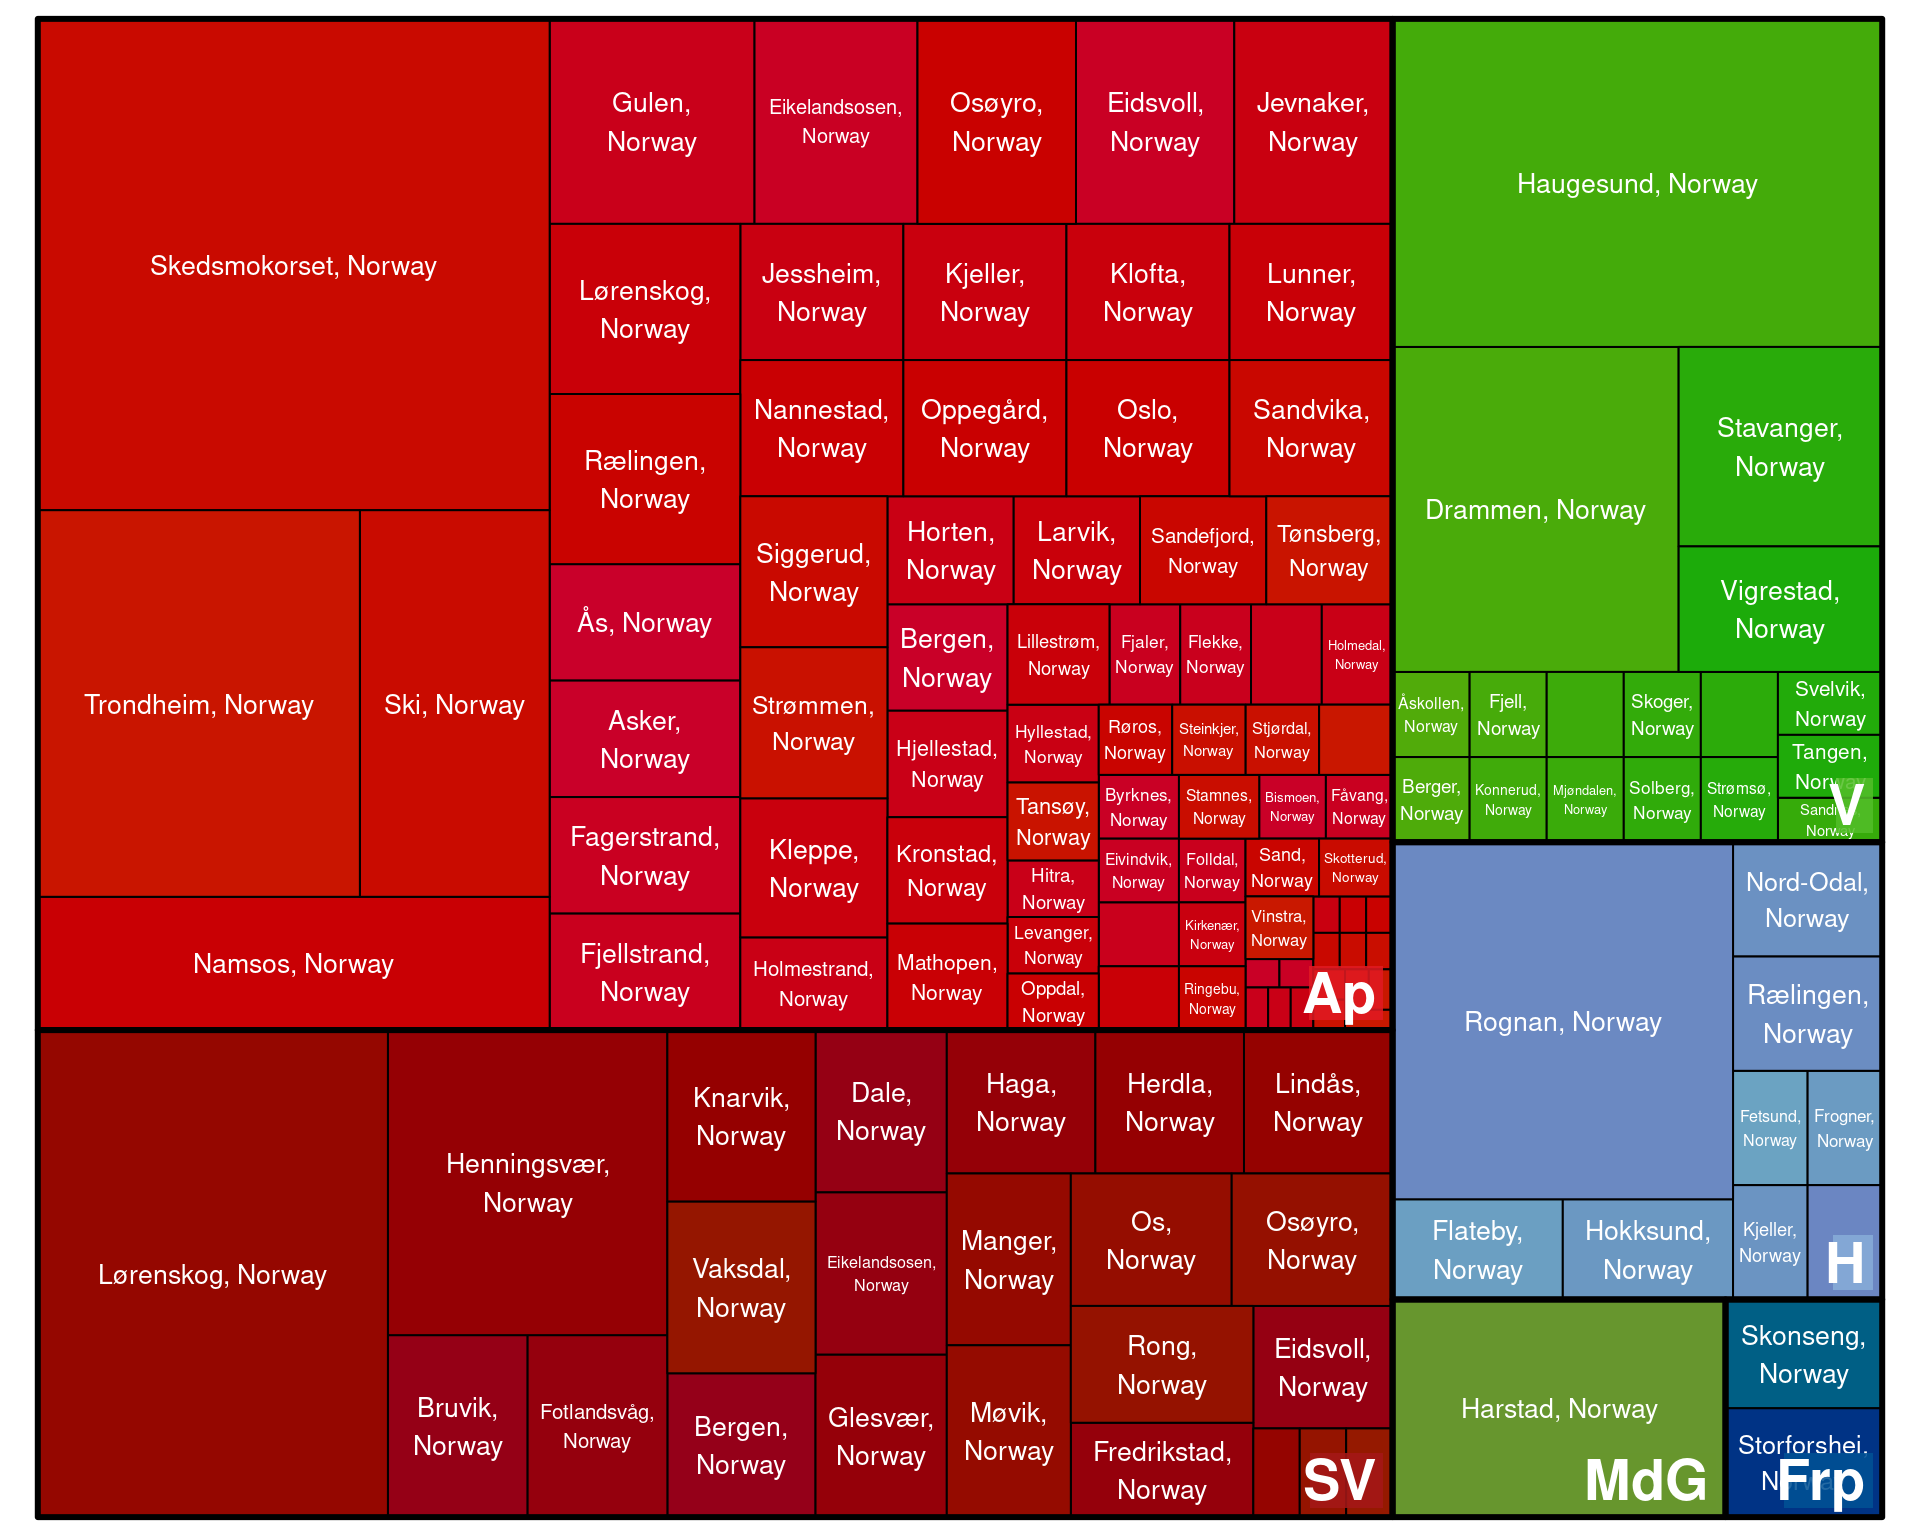 Skedsmokorset, Norway
Trondheim, Norway
Ski, Norway
Namsos, Norway
Gulen,
Norway
Eikelandsosen,
Norway
Osøyro,
Norway
Eidsvoll,
Norway
Jevnaker,
Norway
Lørenskog,
Norway
Rælingen,
Norway
Ås, Norway
Asker,
Norway
Fagerstrand,
Norway
Fjellstrand,
Norway
Jessheim,
Norway
Kjeller,
Norway
Klofta,
Norway
Lunner,
Norway
Nannestad,
Norway
Oppegård,
Norway
Oslo,
Norway
Sandvika,
Norway
Siggerud,
Norway
Strømmen,
Norway
Kleppe,
Norway
Holmestrand,
Norway
Horten,
Norway
Larvik,
Norway
Sandefjord,
Norway
Tønsberg,
Norway
Bergen,
Norway
Hjellestad,
Norway
Kronstad,
Norway
Mathopen,
Norway
Lillestrøm,
Norway
Fjaler,
Norway
Flekke,
Norway
Holmedal,
Norway
Hyllestad,
Norway
Tansøy,
Norway
Hitra,
Norway
Levanger,
Norway
Oppdal,
Norway
Røros,
Norway
Steinkjer,
Norway
Stjørdal,
Norway
Byrknes,
Norway
Stamnes,
Norway
Bismoen,
Norway
Fåvang,
Norway
Eivindvik,
Norway
Folldal,
Norway
Sand,
Norway
Skotterud,
Norway
Kirkenær,
Norway
Vinstra,
Norway
Ringebu,
Norway
Ap
Lørenskog, Norway
Henningsvær,
Norway
Bruvik,
Norway
Fotlandsvåg,
Norway
Knarvik,
Norway
Vaksdal,
Norway
Bergen,
Norway
Dale,
Norway
Eikelandsosen,
Norway
Glesvær,
Norway
Haga,
Norway
Herdla,
Norway
Lindås,
Norway
Manger,
Norway
Møvik,
Norway
Os,
Norway
Osøyro,
Norway
Rong,
Norway
Eidsvoll,
Norway
Fredrikstad,
Norway
SV
Haugesund, Norway
Drammen, Norway
Stavanger,
Norway
Vigrestad,
Norway
Åskollen,
Norway
Fjell,
Norway
Skoger,
Norway
Svelvik,
Norway
Tangen,
Norway
Berger,
Norway
Konnerud,
Norway
Mjøndalen,
Norway
Solberg,
Norway
Strømsø,
Norway
Norway
V
Rognan, Norway
Nord-Odal,
Norway
Rælingen,
Norway
Fetsund,
Norway
Frogner,
Norway
Flateby,
Norway
Hokksund,
Norway
Kjeller,
Norway
H
Harstad, Norway
MdG
Skonseng,
Norway
Storforshei,
Norway
Frp